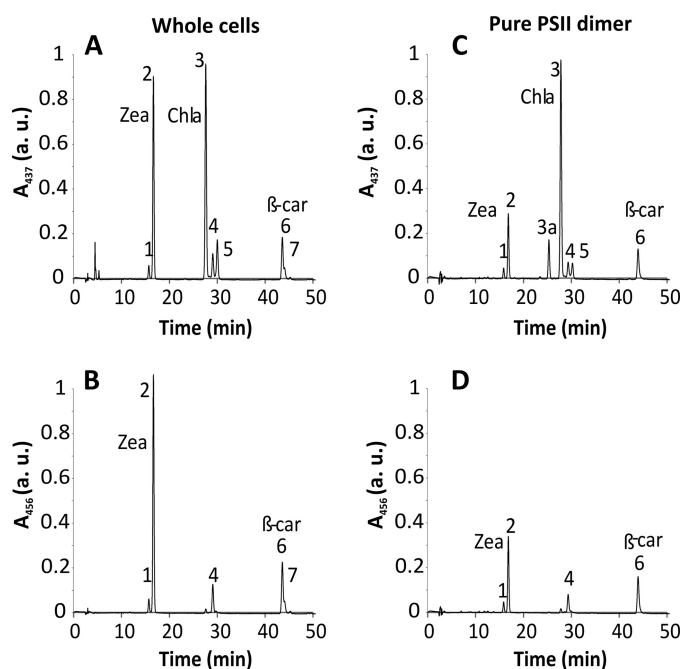 Whole cells
Pure PSII dimer
A
1
0.8
0.6
0.4
0.2
0
A437 (a. u.)
2
Zea
3
Chla
1
4
5
ß-car
6
7
0 10 20 30 40 50
Time (min)
C
1
0.8
0.6
0.4
0.2
0
A437 (a. u.)
3
Chla
Zea
2
1
3a
4
5
ß-car
6
0 10 20 30 40 50
Time (min)
B
1
0.8
0.6
0.4
0.2
0
A456 (a. u.)
2
Zea
1
4
ß-car
6
7
0 10 20 30 40 50
Time (min)
D
1
0.8
0.6
0.4
0.2
0
A456 (a. u.)
2
Zea
1
4
ß-car
6
0 10 20 30 40 50
Time (min)